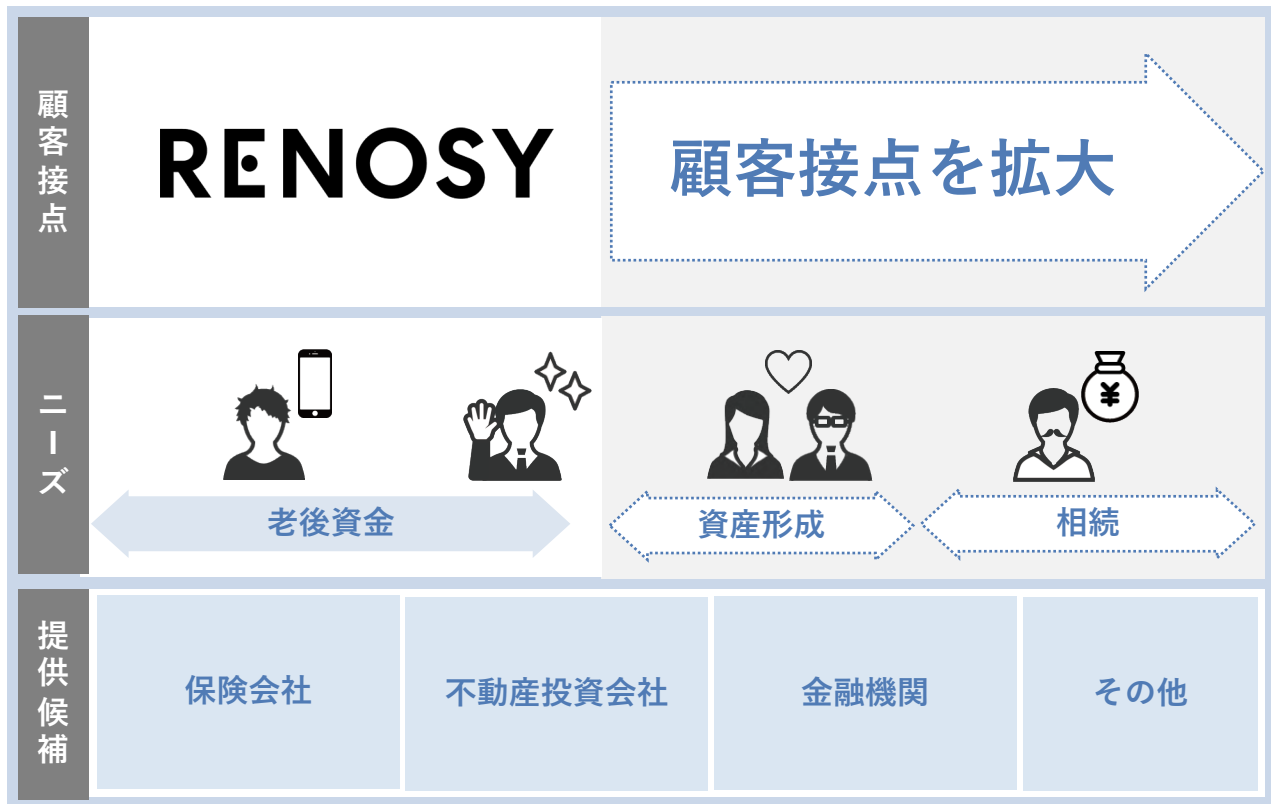 顧客接点
RENOSY
顧客接点を拡大
ニーズ
¥
老後資金
資産形成
相続
提供候補
保険会社
不動産投資会社
金融機関
その他